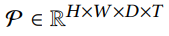 𝒫 ∈ ℝ^{H×W×D×T}